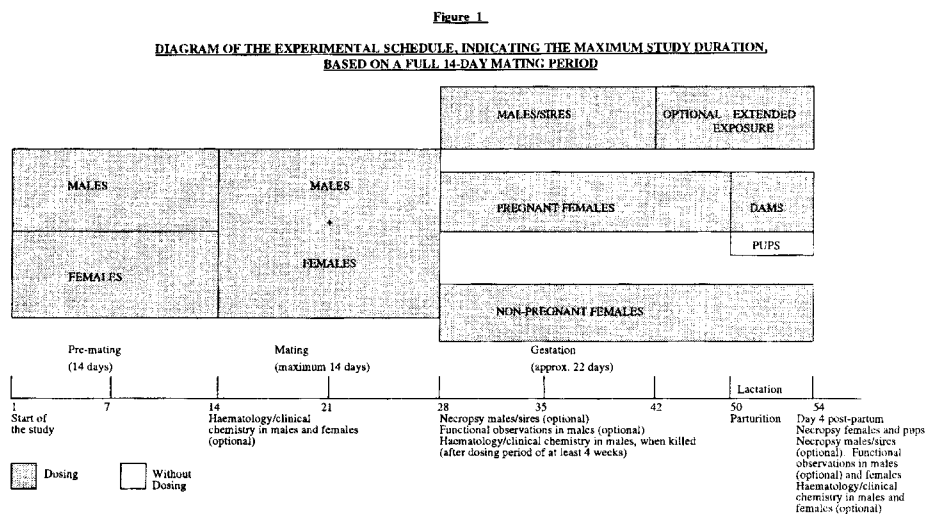 Figure 1
DIAGRAM OF THE EXPERIMENTAL SCHEDULE, INDICATING THE MAXIMUM STUDY DURATION,
BASED ON A FULL 14-DAY MATING PERIOD
MALES/SIRES
OPTIONAL EXTENDED
EXPOSURE
MALES
MALES
+
PREGNANT FEMALES
DAMS
PUPS
FEMALES
FEMALES
NON-PREGNANT FEMALES
Pre-mating
(14 days)
Mating
(maximum 14 days)
Gestation
(approx. 22 days)
Lactation
1
7
14
21
28
35
42
50
54
Start of
the study
Haematology/clinical
chemistry in males and females
(optional)
Necropsy males/sires (optional)
Functional observations in males (optional)
Haematology/clinical chemistry in males, when killed
(after dosing period of at least 4 weeks)
Parturition
Day 4 post-partum
Necropsy females and pups
Necropsy males/sires
(optional). Functional
observations in males
(optional) and females
Haematology/clinical
chemistry in males and
females (optional)
Dosing
Without
Dosing